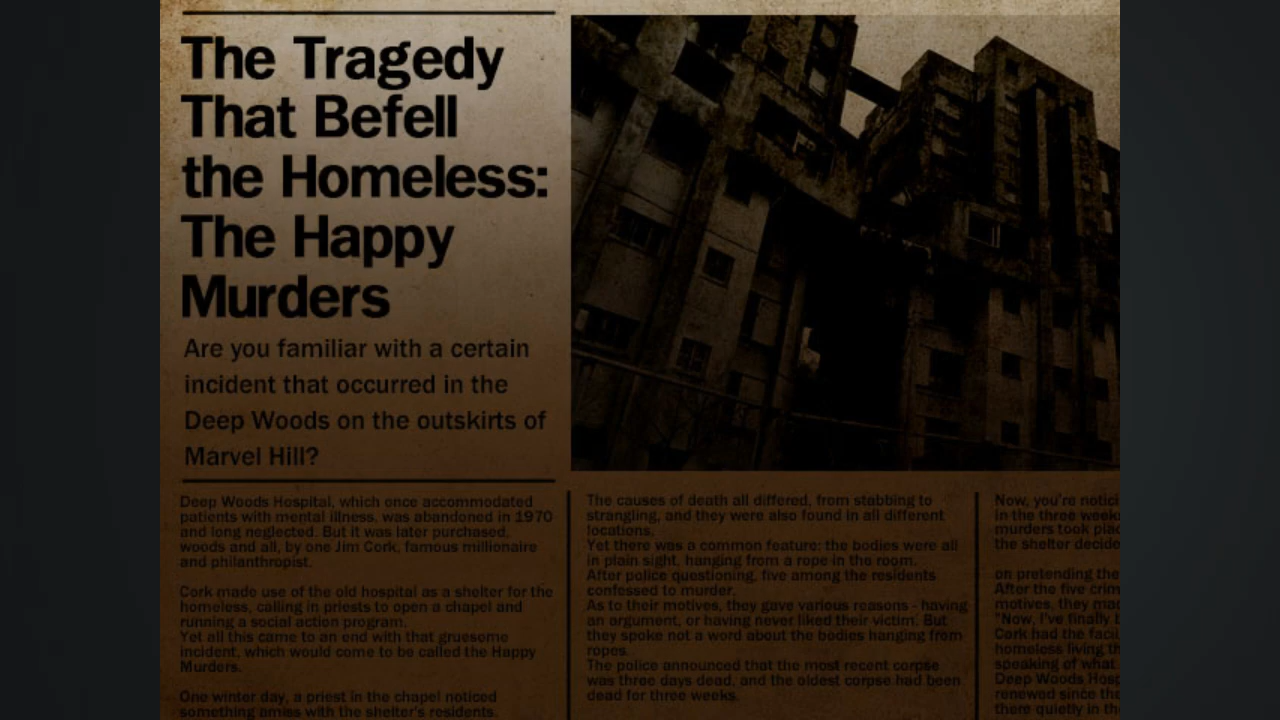 The Tragedy
That Befell
the Homeless:
The Happy
Murders
Are you familiar with a certain
incident that occurred in the
Deep Woods on the outskirts of
Marvel Hill?
Deep Woods Hospital, which once accommodated
patients with mental illness, was abandoned in 1970
and long neglected. But it was later purchased,
woods and all, by one Jim Cork, famous millionaire
and philanthropist.
Cork made use of the old hospital as a shelter for the
homeless, calling in priests to open a chapel and
running a social action program.
Yet all this came to an end with that gruesome
incident, which would come to be called the Happy
Murders.
One winter day, a priest in the chapel noticed
something amiss with the shelter's residents.
The causes of death all differed, from stabbing to
strangling, and they were also found in all different
locations.
Yet there was a common feature: the bodies were all
in plain sight, hanging from a rope in the room.
After police questioning, five among the residents
confessed to murder.
As to their motives, they gave various reasons - having
an argument, or having never liked their victim. But
they spoke not a word about the bodies hanging from
ropes.
The police announced that the most recent corpse
was three days dead, and the oldest corpse had been
dead for three weeks.
Now, you're notici
in the three week
murders took plac
the shelter decide
on pretending the
After the five crim
motives, they mad
"Now, I've finally b
Cork had the facil
homeless living th
speaking of what
Deep Woods Hosp
renewed since the
there quietly in th